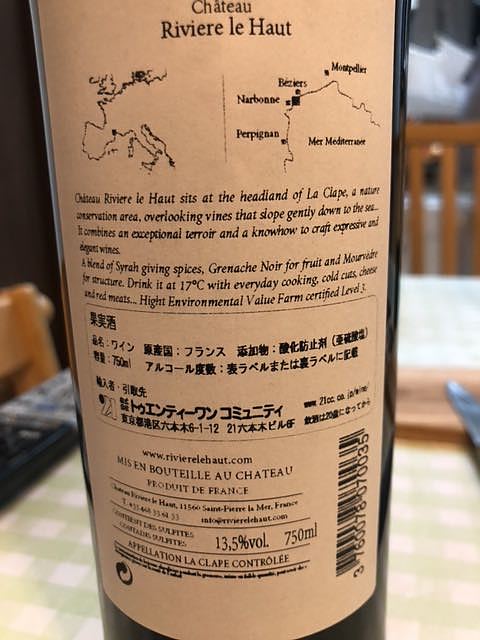 Château
Riviere le Haut
Montpellier
Béziers
Narbonne
Perpignan
Mer Méditerranée
Château Riviere le Haut sits at the headland of La Clape, a nature
conservation area, overlooking vines that slope gently down to the sea...
It combines an exceptional terroir and a knowhow to craft expressive and
elegant wines.
A blend of Syrah giving spices, Grenache Noir for fruit and Mourvèdre
for structure. Drink it at 17°C with everyday cooking, cold cuts, cheese
and red meats... Hight Environmental Value Farm certified Level 3.
果実酒
品名:ワイン 原産国:フランス 添加物:酸化防止剤(亜硫酸塩)
容量:750ml アルコール度数:表ラベルまたは裏ラベルに記載
輸入者・引取先
株式会社 トゥエンティーワン コミュニティ www.21cc.co.jp/wine/
東京都港区六本木6-1-12 21六本木ビル6F 飲酒は20歳になってから
www.rivierelehaut.com
MIS EN BOUTEILLE AU CHATEAU
PRODUIT DE FRANCE
Château Riviere le Haut, 11560 Saint-Pierre la Mer, France
info@rivierelehaut.com
CONTIENT DES SULFITES
CONTAINS SULPHITES
13,5%vol. 750ml
APPELLATION LA CLAPE CONTRÔLÉE
3760078070035